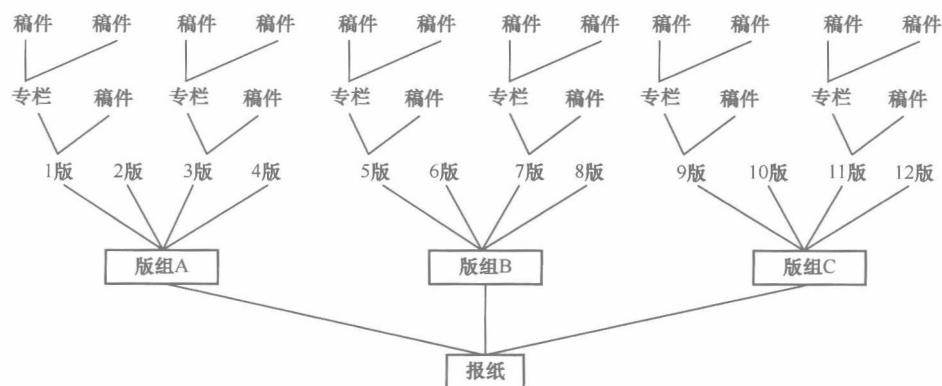 稿件 稿件 稿件 稿件 稿件 稿件 稿件 稿件 稿件 稿件 稿件 稿件
专栏 稿件 专栏 稿件 专栏 稿件 专栏 稿件 专栏 稿件 专栏 稿件
1版 2版 3版 4版 5版 6版 7版 8版 9版 10版 11版 12版
版组A 版组B 版组C
报纸